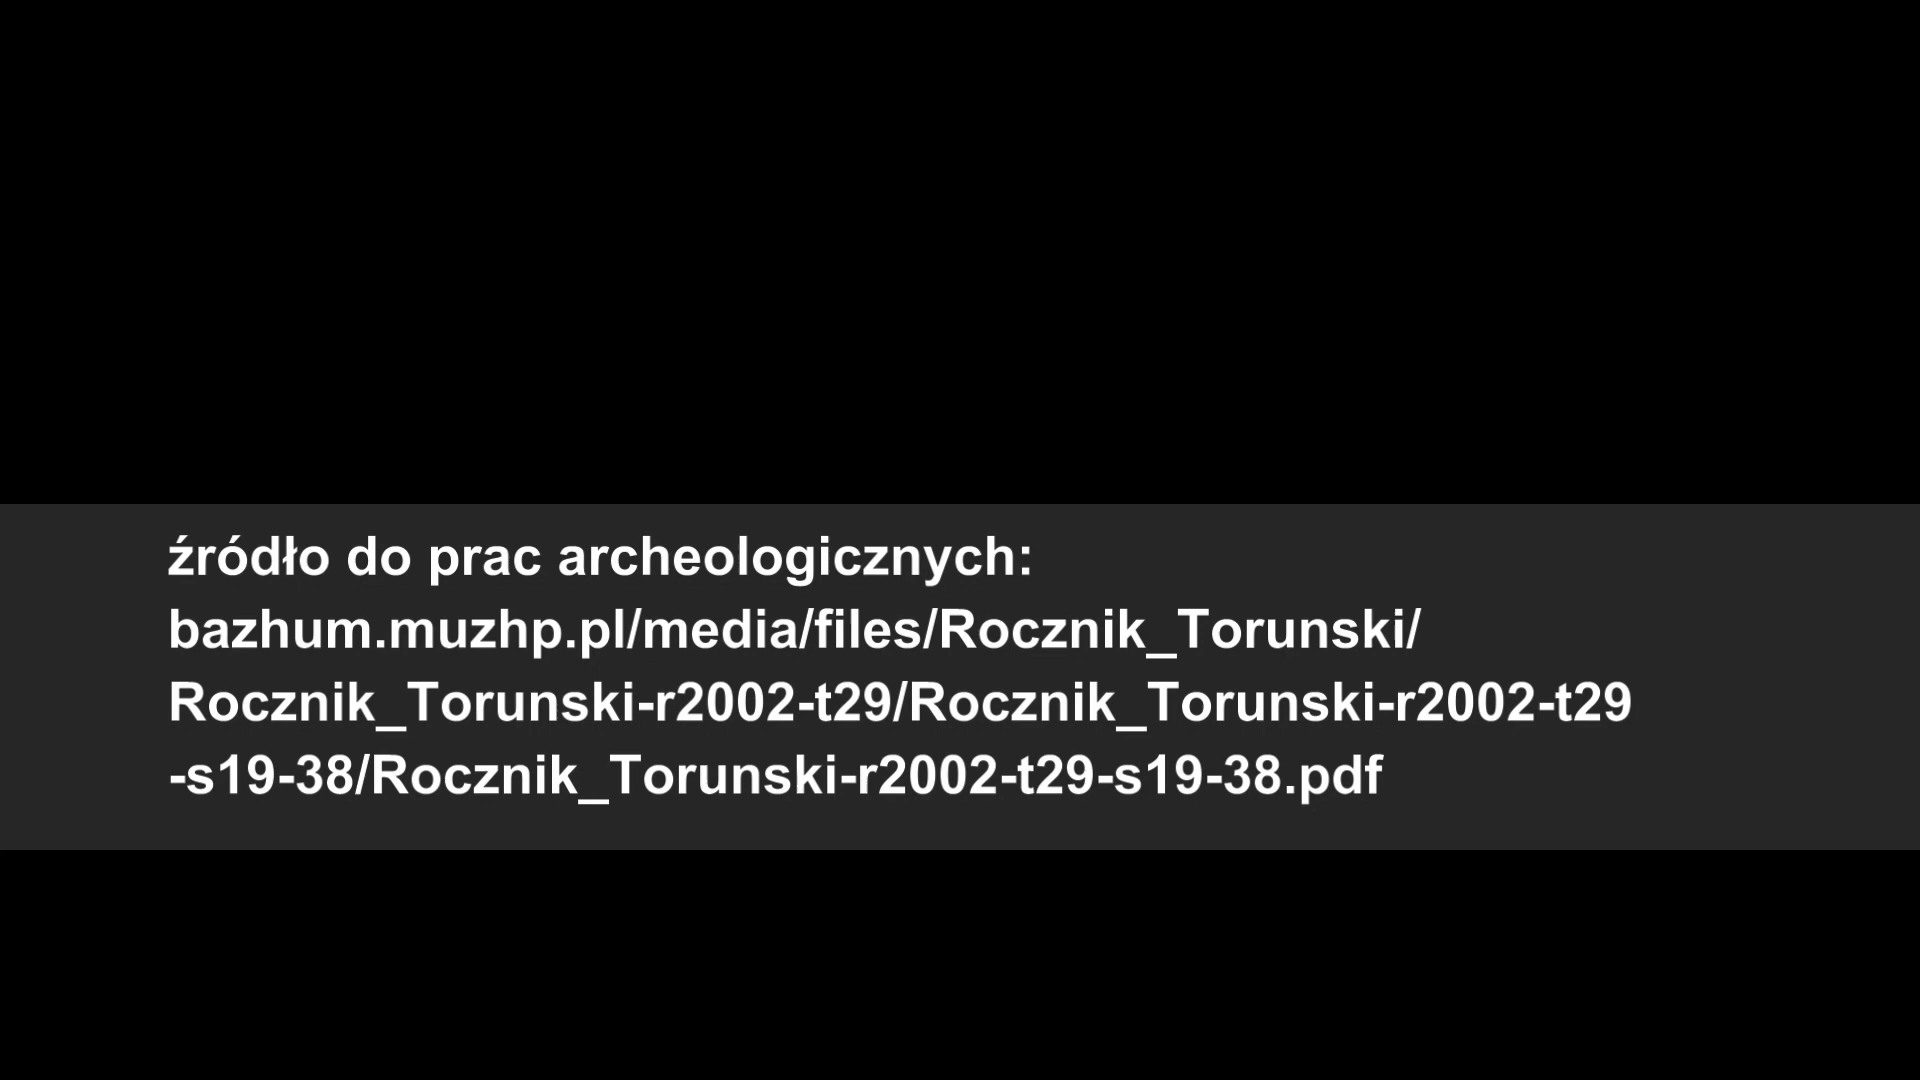 źródło do prac archeologicznych:
bazhum.muzhp.pl/media/files/Rocznik_Torunski/
Rocznik_Torunski-r2002-t29/Rocznik_Torunski-r2002-t29
-s19-38/Rocznik_Torunski-r2002-t29-s19-38.pdf